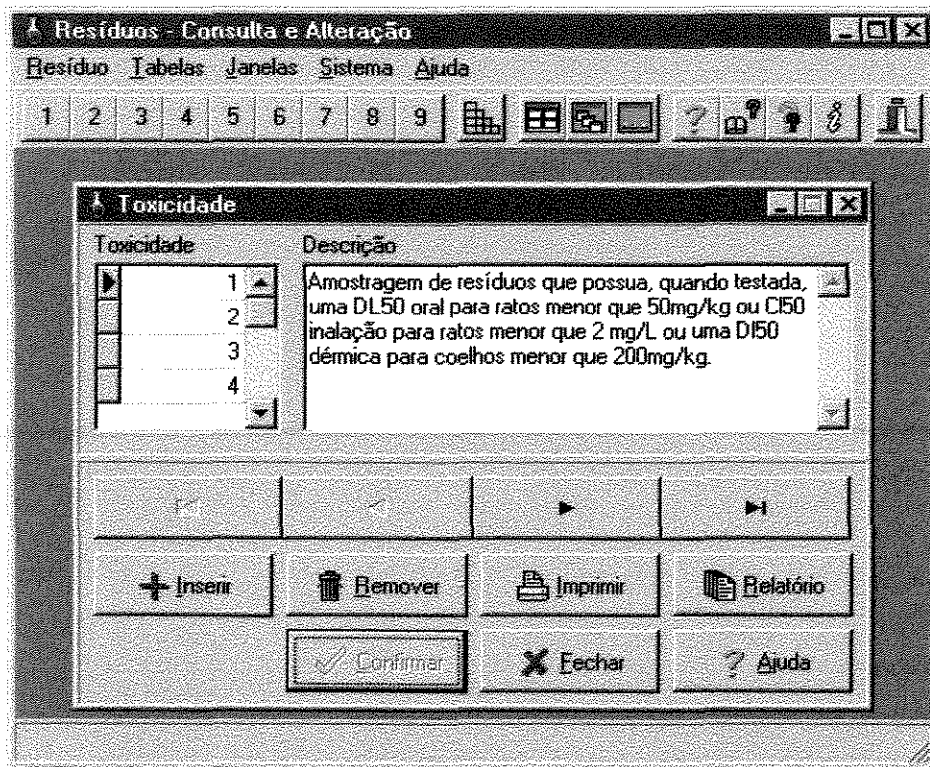 Resíduos - Consulta e Alteração
Resíduo Tabelas Janelas Sistema Ajuda
1 2 3 4 5 6 7 8 9
Toxicidade
Toxicidade Descrição
1
2
3
4
Amostragem de resíduos que possua, quando testada,
uma DL50 oral para ratos menor que 50mg/kg ou Cl50
inalação para ratos menor que 2 mg/L ou uma Dl50
dérmica para coelhos menor que 200mg/kg.
Inserir Remover Imprimir Relatório
Confirmar Fechar Ajuda